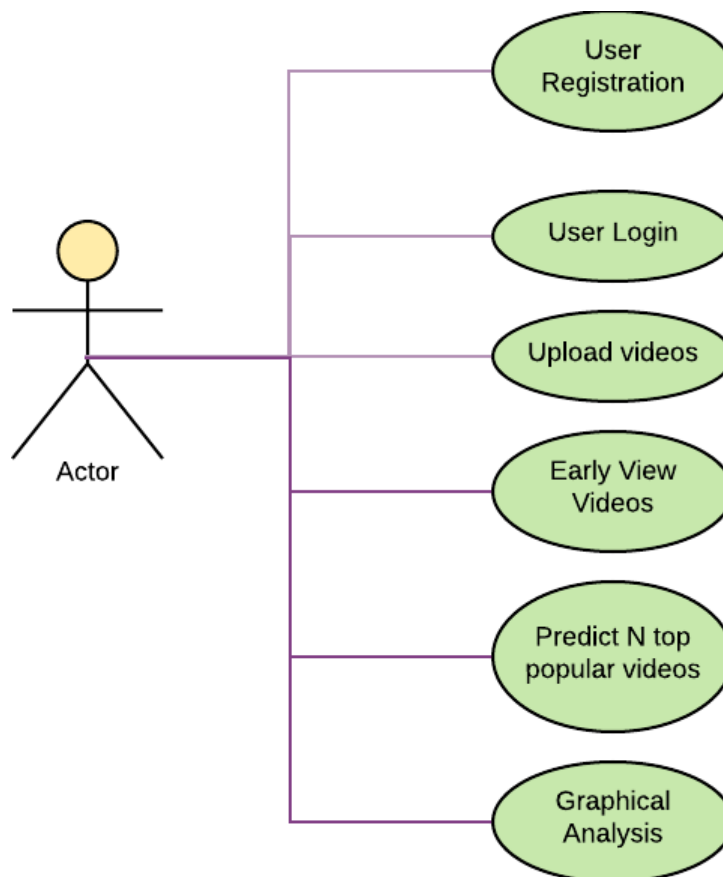 User
Registration
User Login
Upload videos
Actor
Early View
Videos
Predict N top
popular videos
Graphical
Analysis